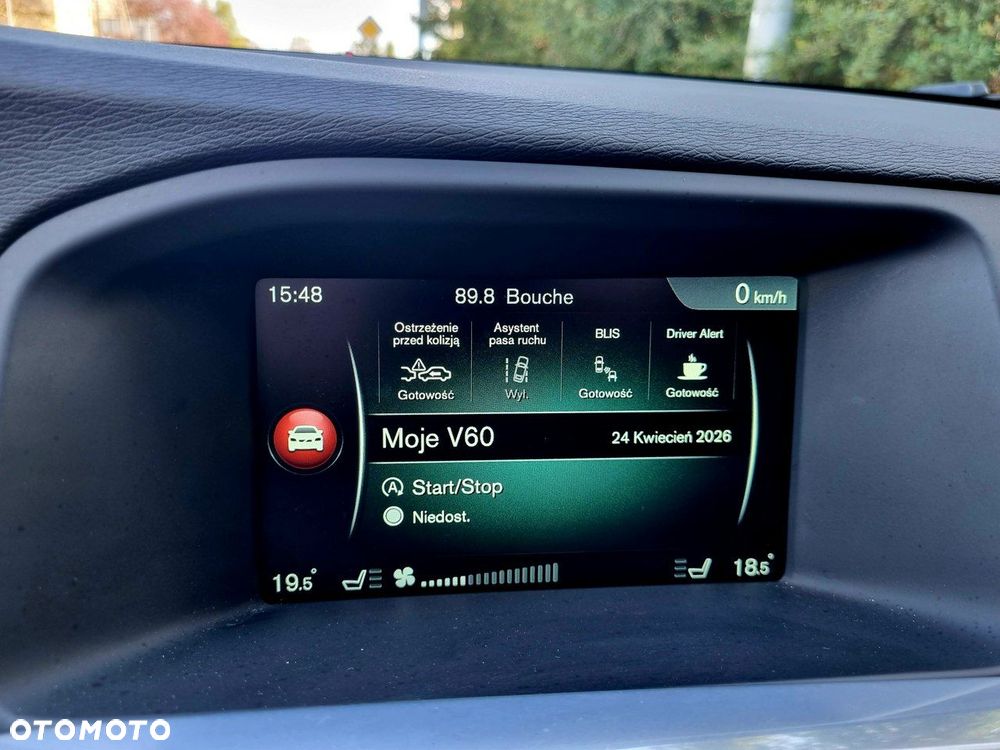 15:48 89.8 Bouche 0 km/h
Ostrzeżenie
przed kolizją
Gotowość
Asystent
pasa ruchu
Wył.
BLIS
Gotowość
Driver Alert
Gotowość
Moje V60 24 Kwiecień 2026
A Start/Stop
Niedost.
19.5° 18.5°
OTOMOTO